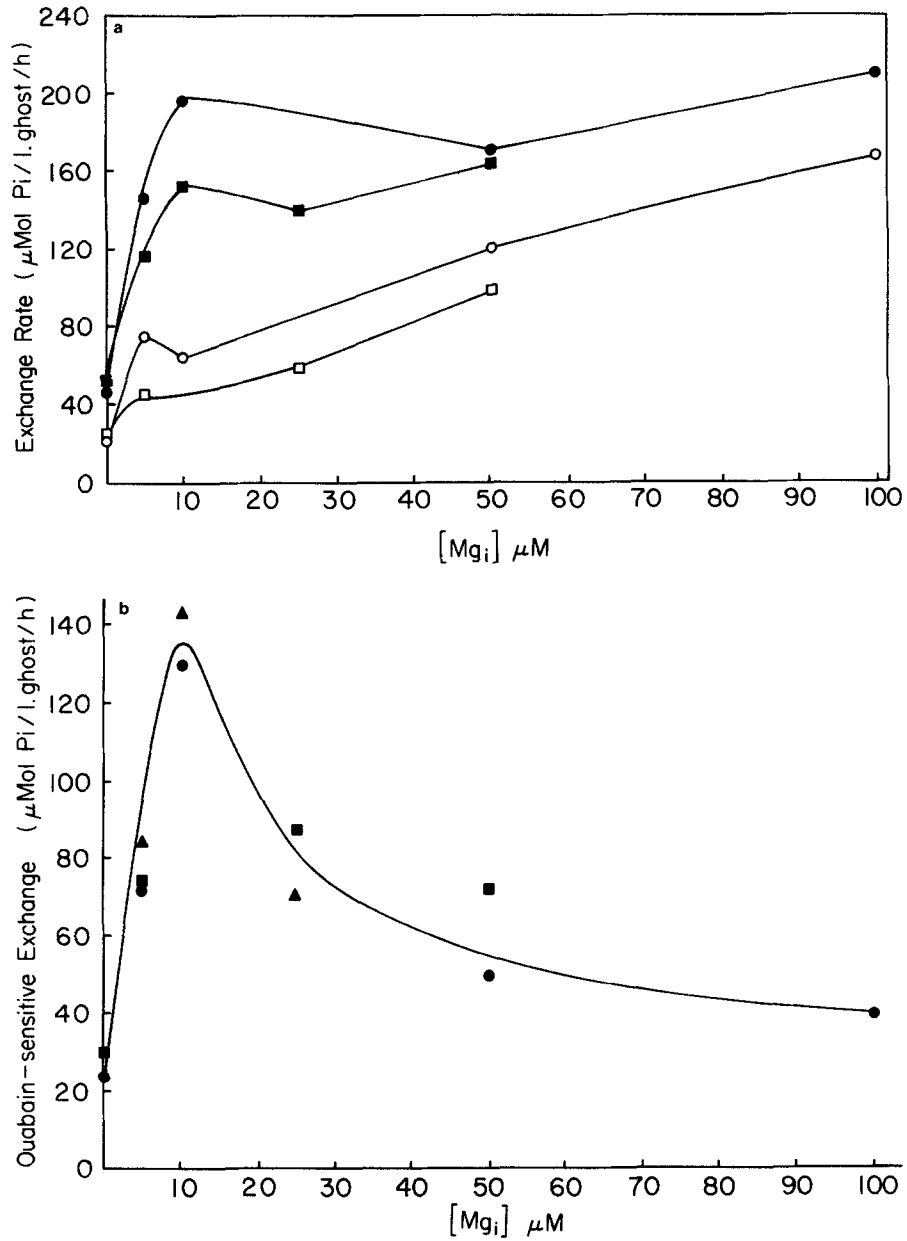 a
240
200
160
120
80
40
0
Exchange Rate ( μMol Pi / l. ghost / h)
10 20 30 40 50 60 70 80 90 100
[Mgi] μM
b
140
120
100
80
60
40
20
0
Ouabain-sensitive Exchange ( μMol Pi / l. ghost / h)
10 20 30 40 50 60 70 80 90 100
[Mgi] μM